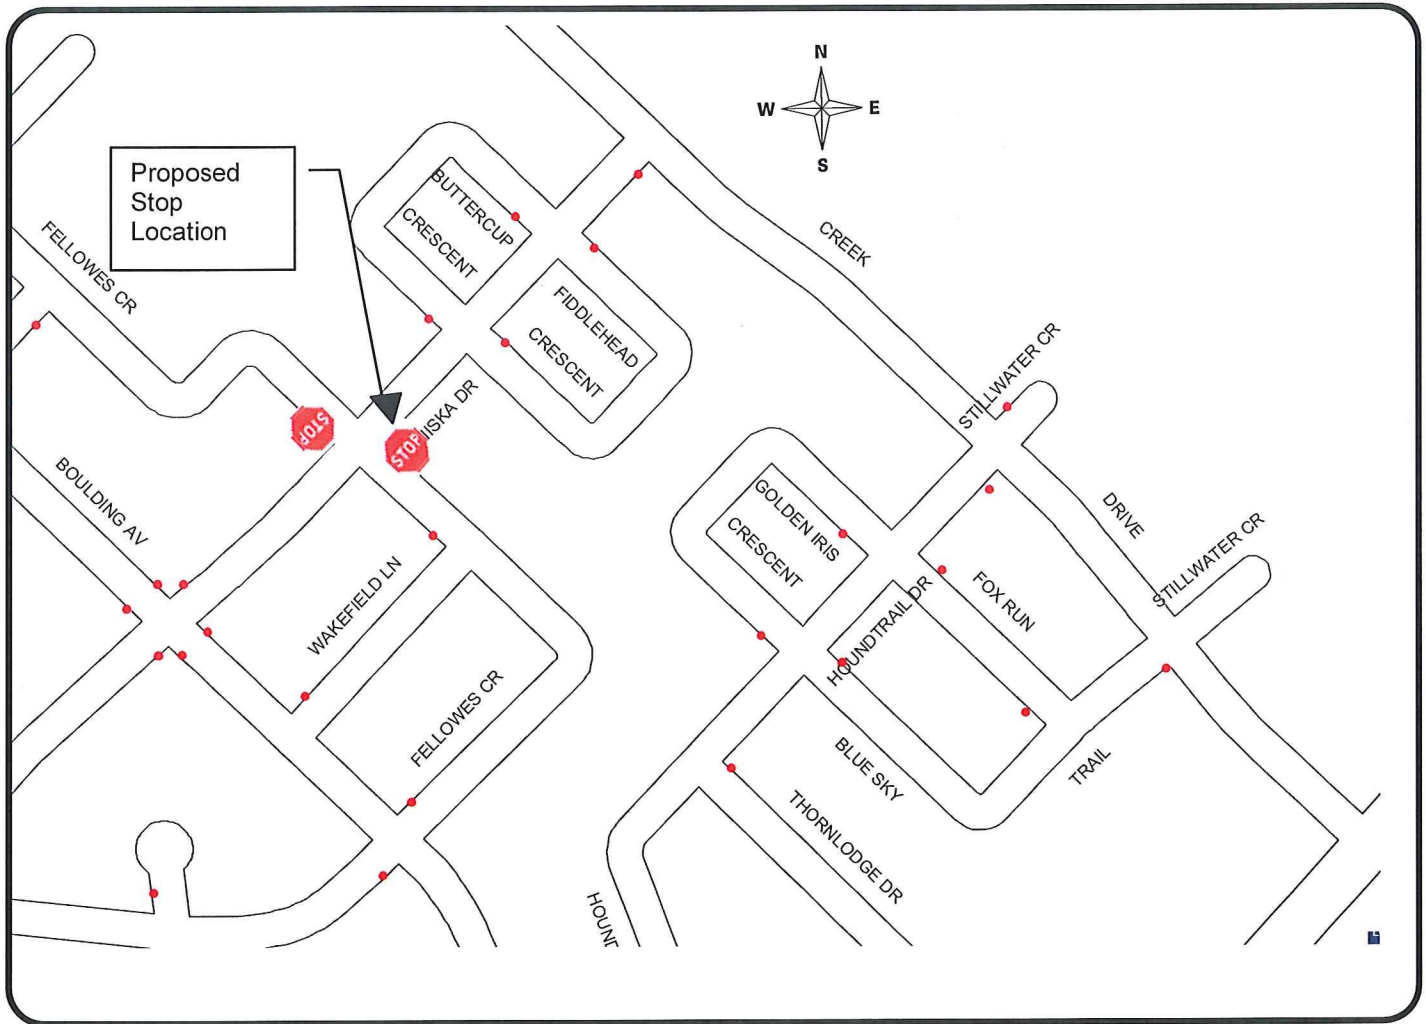 N
W
E
S
Proposed
Stop
Location
BUTTERCUP
CRESCENT
FELLOWES CR
CREEK
FIDDLEHEAD
CRESCENT
STILLWATER CR
STOP
STOP
ISKA DR
BOULDING AV
GOLDEN IRIS
CRESCENT
DRIVE
STILLWATER CR
WAKEFIELD LN
HOUNDTRAIL DR
FOX RUN
FELLOWES CR
BLUE SKY
TRAIL
THORNLODGE DR
HOUND